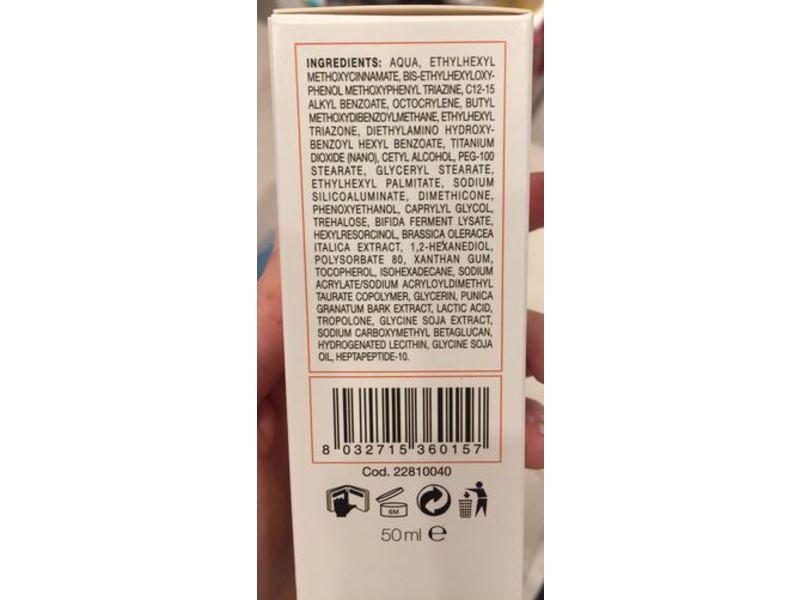 INGREDIENTS: AQUA, ETHYLHEXYL
METHOXYCINNAMATE, BIS-ETHYLHEXYLOXY-
PHENOL METHOXYPHENYL TRIAZINE, C12-15
ALKYL BENZOATE, OCTOCRYLENE, BUTYL
METHOXYDIBENZOYLMETHANE, ETHYLHEXYL
TRIAZONE, DIETHYLAMINO HYDROXY-
BENZOYL HEXYL BENZOATE, TITANIUM
DIOXIDE (NANO), CETYL ALCOHOL, PEG-100
STEARATE, GLYCERYL STEARATE,
ETHYLHEXYL PALMITATE, SODIUM
SILICOALUMINATE, DIMETHICONE,
PHENOXYETHANOL, CAPRYLYL GLYCOL,
TREHALOSE, BIFIDA FERMENT LYSATE,
HEXYLRESORCINOL, BRASSICA OLERACEA
ITALICA EXTRACT, 1,2-HEXANEDIOL,
POLYSORBATE 80, XANTHAN GUM,
TOCOPHEROL, ISOHEXADECANE, SODIUM
ACRYLATE/SODIUM ACRYLOYLDIMETHYL
TAURATE COPOLYMER, GLYCERIN, PUNICA
GRANATUM BARK EXTRACT, LACTIC ACID,
TROPOLONE, GLYCINE SOJA EXTRACT,
SODIUM CARBOXYMETHYL BETAGLUCAN,
HYDROGENATED LECITHIN, GLYCINE SOJA
OIL, HEPTAPEPTIDE-10.
8 032715 360157
Cod. 22810040
6M
50 ml e